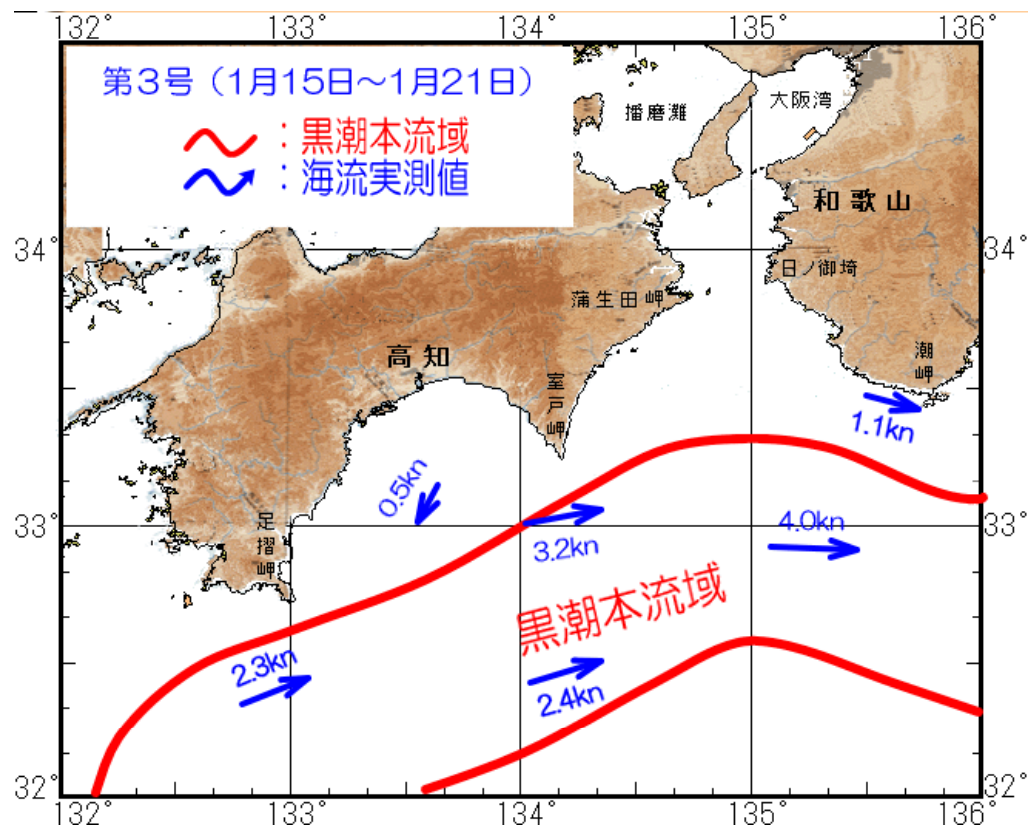 132° 133° 134° 135° 136°
第3号（1月15日～1月21日）
：黒潮本流域
：海流実測値
播磨灘
大阪湾
和歌山
34° 34°
日ノ御埼
蒲生田岬
高知
室戸岬
潮岬
1.1kn
0.5kn
足摺岬
33° 33°
3.2kn
4.0kn
黒潮本流域
2.3kn
2.4kn
32° 32°
132° 133° 134° 135° 136°